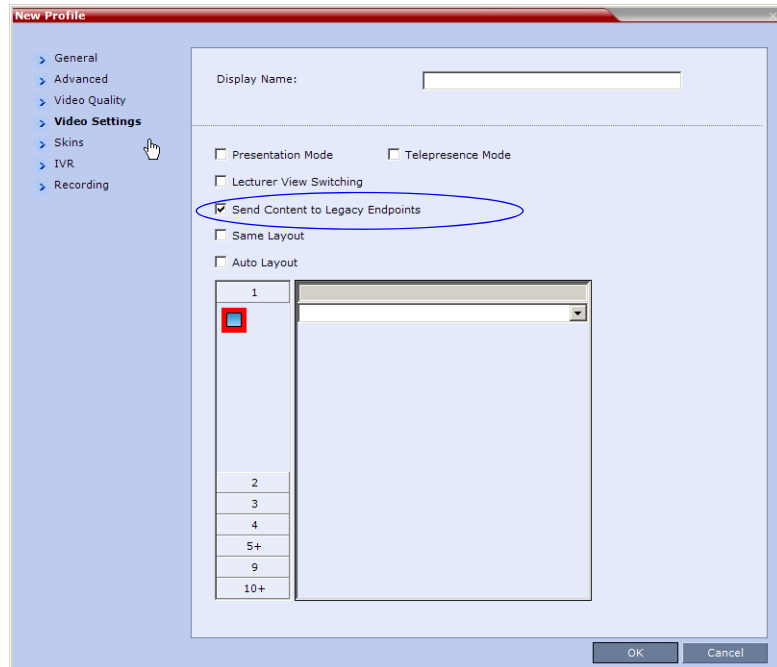 New Profile
General
Advanced
Video Quality
Video Settings
Skins
IVR
Recording
Display Name:
Presentation Mode Telepresence Mode
Lecturer View Switching
Send Content to Legacy Endpoints
Same Layout
Auto Layout
1
2
3
4
5+
9
10+
OK Cancel